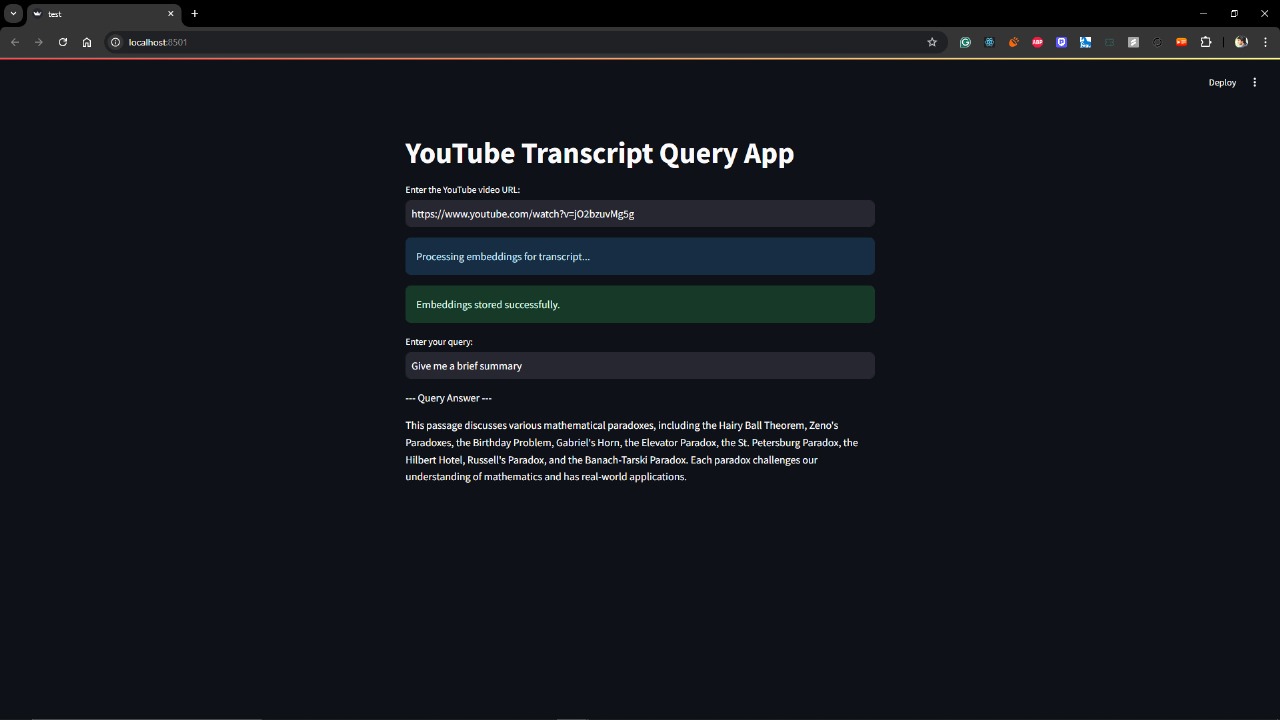 test
localhost:8501
Deploy
YouTube Transcript Query App
Enter the YouTube video URL:
https://www.youtube.com/watch?v=jO2bzuvMg5g
Processing embeddings for transcript...
Embeddings stored successfully.
Enter your query:
Give me a brief summary
--- Query Answer ---
This passage discusses various mathematical paradoxes, including the Hairy Ball Theorem, Zeno's
Paradoxes, the Birthday Problem, Gabriel's Horn, the Elevator Paradox, the St. Petersburg Paradox, the
Hilbert Hotel, Russell's Paradox, and the Banach-Tarski Paradox. Each paradox challenges our
understanding of mathematics and has real-world applications.